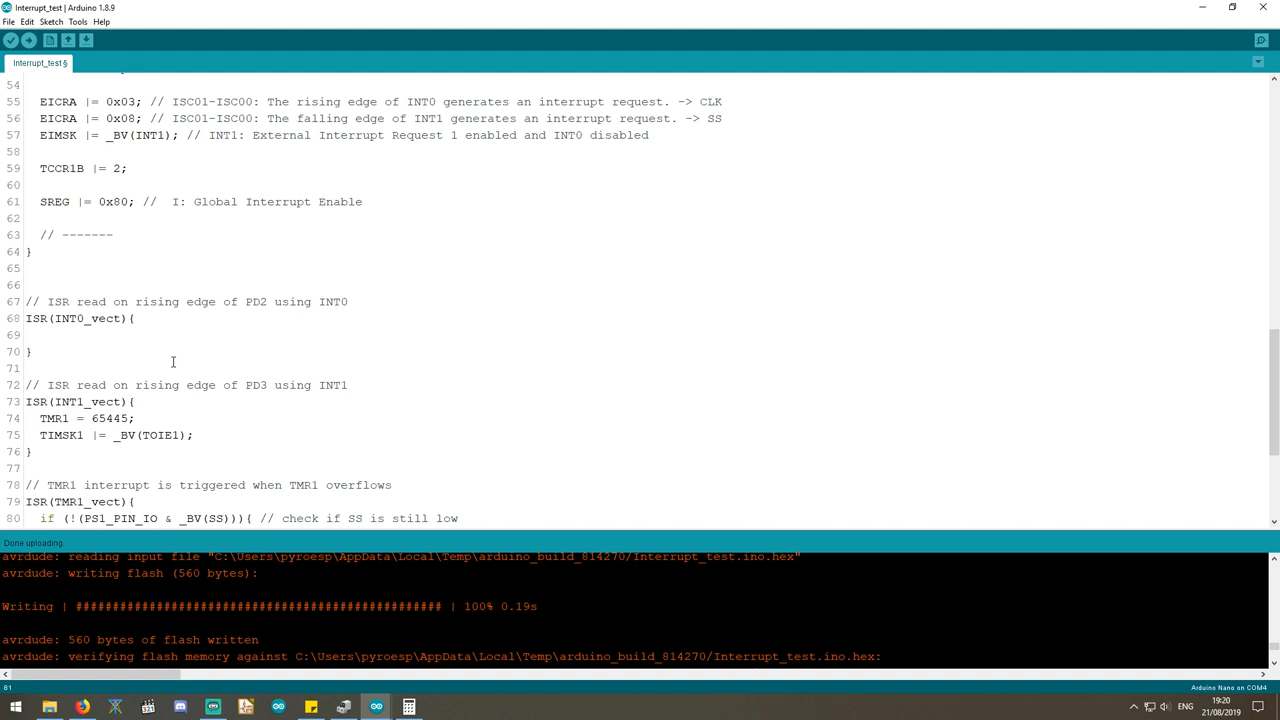 Interrupt_test | Arduino 1.8.9
File Edit Sketch Tools Help
Interrupt_test §
54
55 EICRA |= 0x03; // ISC01-ISC00: The rising edge of INT0 generates an interrupt request. -> CLK
56 EICRA |= 0x08; // ISC01-ISC00: The falling edge of INT1 generates an interrupt request. -> SS
57 EIMSK |= _BV(INT1); // INT1: External Interrupt Request 1 enabled and INT0 disabled
58
59 TCCR1B |= 2;
60
61 SREG |= 0x80; // I: Global Interrupt Enable
62
63 // -------
64 }
65
66
67 // ISR read on rising edge of PD2 using INT0
68 ISR(INT0_vect){
69
70 }
71
72 // ISR read on rising edge of PD3 using INT1
73 ISR(INT1_vect){
74 TMR1 = 65445;
75 TIMSK1 |= _BV(TOIE1);
76 }
77
78 // TMR1 interrupt is triggered when TMR1 overflows
79 ISR(TMR1_vect){
80 if (!(PS1_PIN_IO & _BV(SS))){ // check if SS is still low
Done uploading.
avrdude: reading input file "C:\Users\pyroesp\AppData\Local\Temp\arduino_build_814270/Interrupt_test.ino.hex"
avrdude: writing flash (560 bytes):
Writing | ################################################## | 100% 0.19s
avrdude: 560 bytes of flash written
avrdude: verifying flash memory against C:\Users\pyroesp\AppData\Local\Temp\arduino_build_814270/Interrupt_test.ino.hex:
81
Arduino Nano on COM4
ENG
19:20
21/08/2019